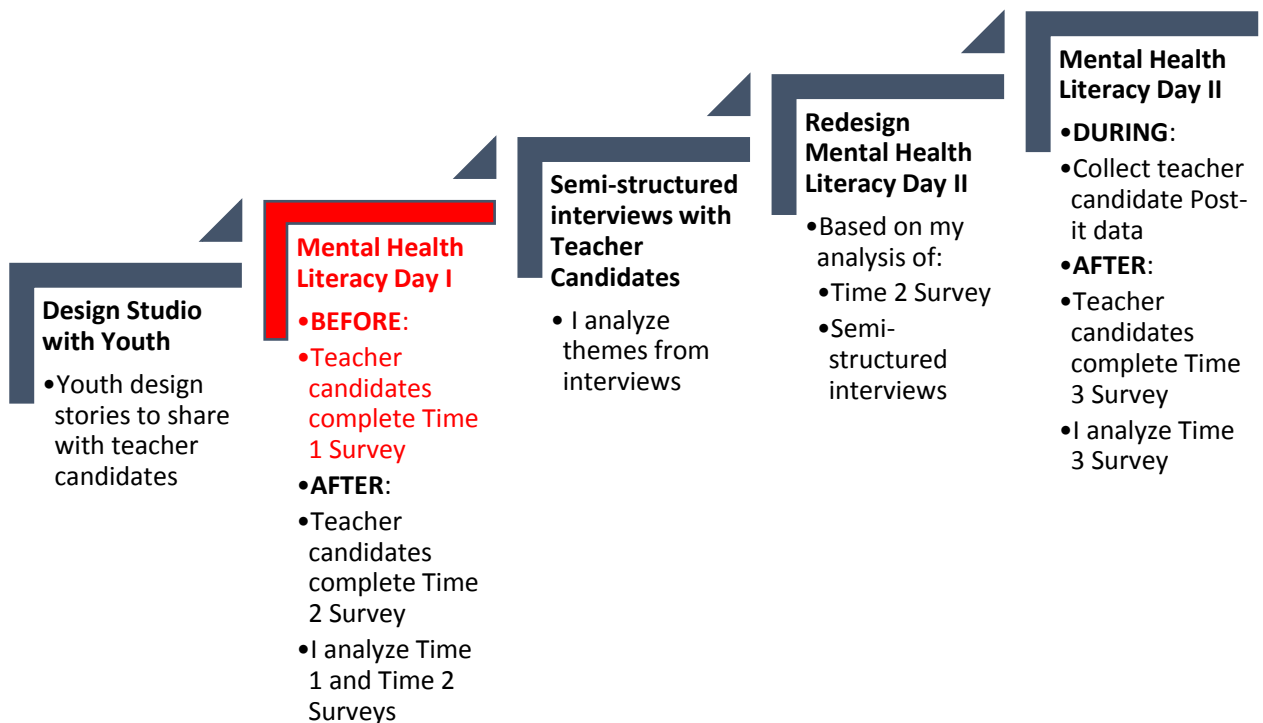 Design Studio
with Youth
•Youth design
stories to share
with teacher
candidates
Mental Health
Literacy Day I
•BEFORE:
•Teacher
candidates
complete Time
1 Survey
•AFTER:
•Teacher
candidates
complete Time
2 Survey
•I analyze Time
1 and Time 2
Surveys
Semi-structured
interviews with
Teacher
Candidates
• I analyze
themes from
interviews
Redesign
Mental Health
Literacy Day II
•Based on my
analysis of:
•Time 2 Survey
•Semi-
structured
interviews
Mental Health
Literacy Day II
•DURING:
•Collect teacher
candidate Post-
it data
•AFTER:
•Teacher
candidates
complete Time
3 Survey
•I analyze Time
3 Survey